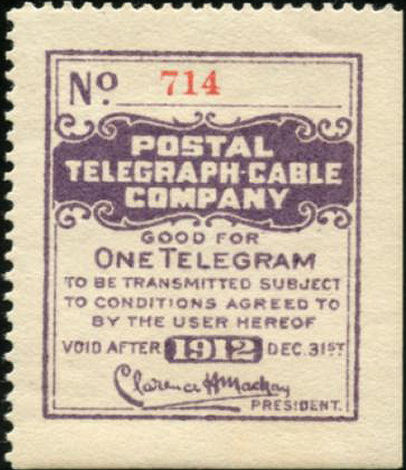 No. 714
POSTAL
TELEGRAPH-CABLE
COMPANY
GOOD FOR
ONE TELEGRAM
TO BE TRANSMITTED SUBJECT
TO CONDITIONS AGREED TO
BY THE USER HEREOF
VOID AFTER 1912 DEC. 31ST
Clarence H Mackay
PRESIDENT.